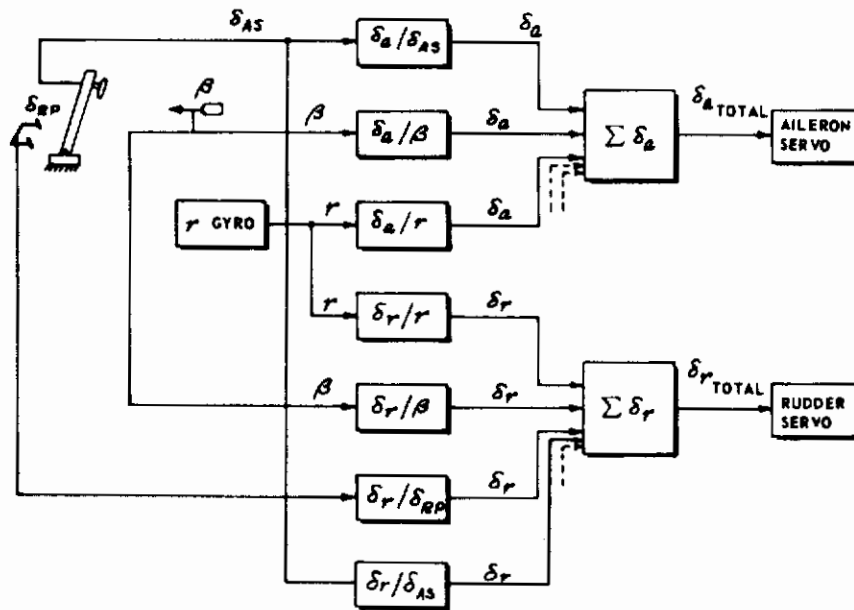 δAS
δa/δAS
δa
δRP
β
β
δa/β
δa
Σ δa
δa TOTAL
AILERON
SERVO
r GYRO
r
δa/r
δa
r
δr/r
δr
β
δr/β
δr
Σ δr
δr TOTAL
RUDDER
SERVO
δr/δRP
δr
δr/δAS
δr